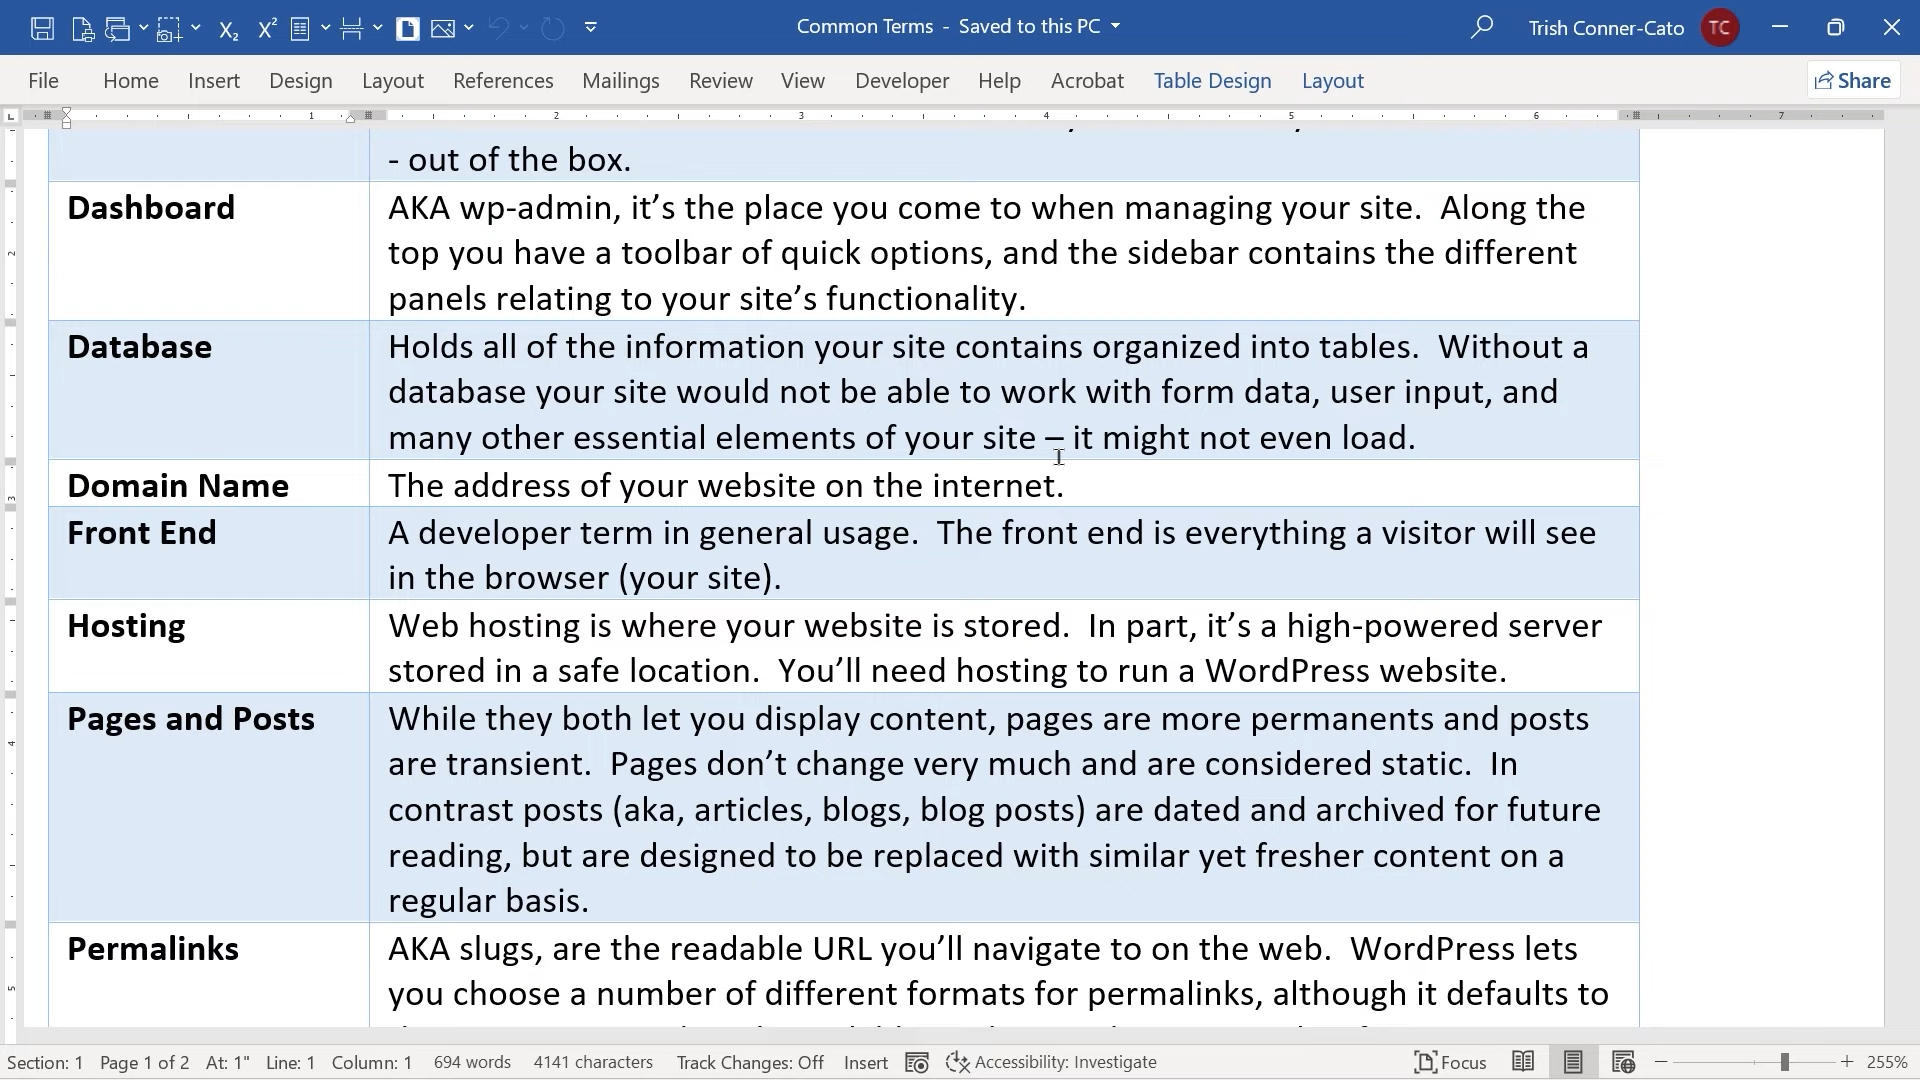 Common Terms - Saved to this PC
Trish Conner-Cato TC
File Home Insert Design Layout References Mailings Review View Developer Help Acrobat Table Design Layout Share
1 2 3 4 5 6 7
- out of the box.
Dashboard AKA wp-admin, it’s the place you come to when managing your site. Along the
top you have a toolbar of quick options, and the sidebar contains the different
panels relating to your site’s functionality.
Database Holds all of the information your site contains organized into tables. Without a
database your site would not be able to work with form data, user input, and
many other essential elements of your site – it might not even load.
Domain Name The address of your website on the internet.
Front End A developer term in general usage. The front end is everything a visitor will see
in the browser (your site).
Hosting Web hosting is where your website is stored. In part, it’s a high-powered server
stored in a safe location. You’ll need hosting to run a WordPress website.
Pages and Posts While they both let you display content, pages are more permanents and posts
are transient. Pages don’t change very much and are considered static. In
contrast posts (aka, articles, blogs, blog posts) are dated and archived for future
reading, but are designed to be replaced with similar yet fresher content on a
regular basis.
Permalinks AKA slugs, are the readable URL you’ll navigate to on the web. WordPress lets
you choose a number of different formats for permalinks, although it defaults to
Section: 1 Page 1 of 2 At: 1" Line: 1 Column: 1 694 words 4141 characters Track Changes: Off Insert Accessibility: Investigate Focus 255%